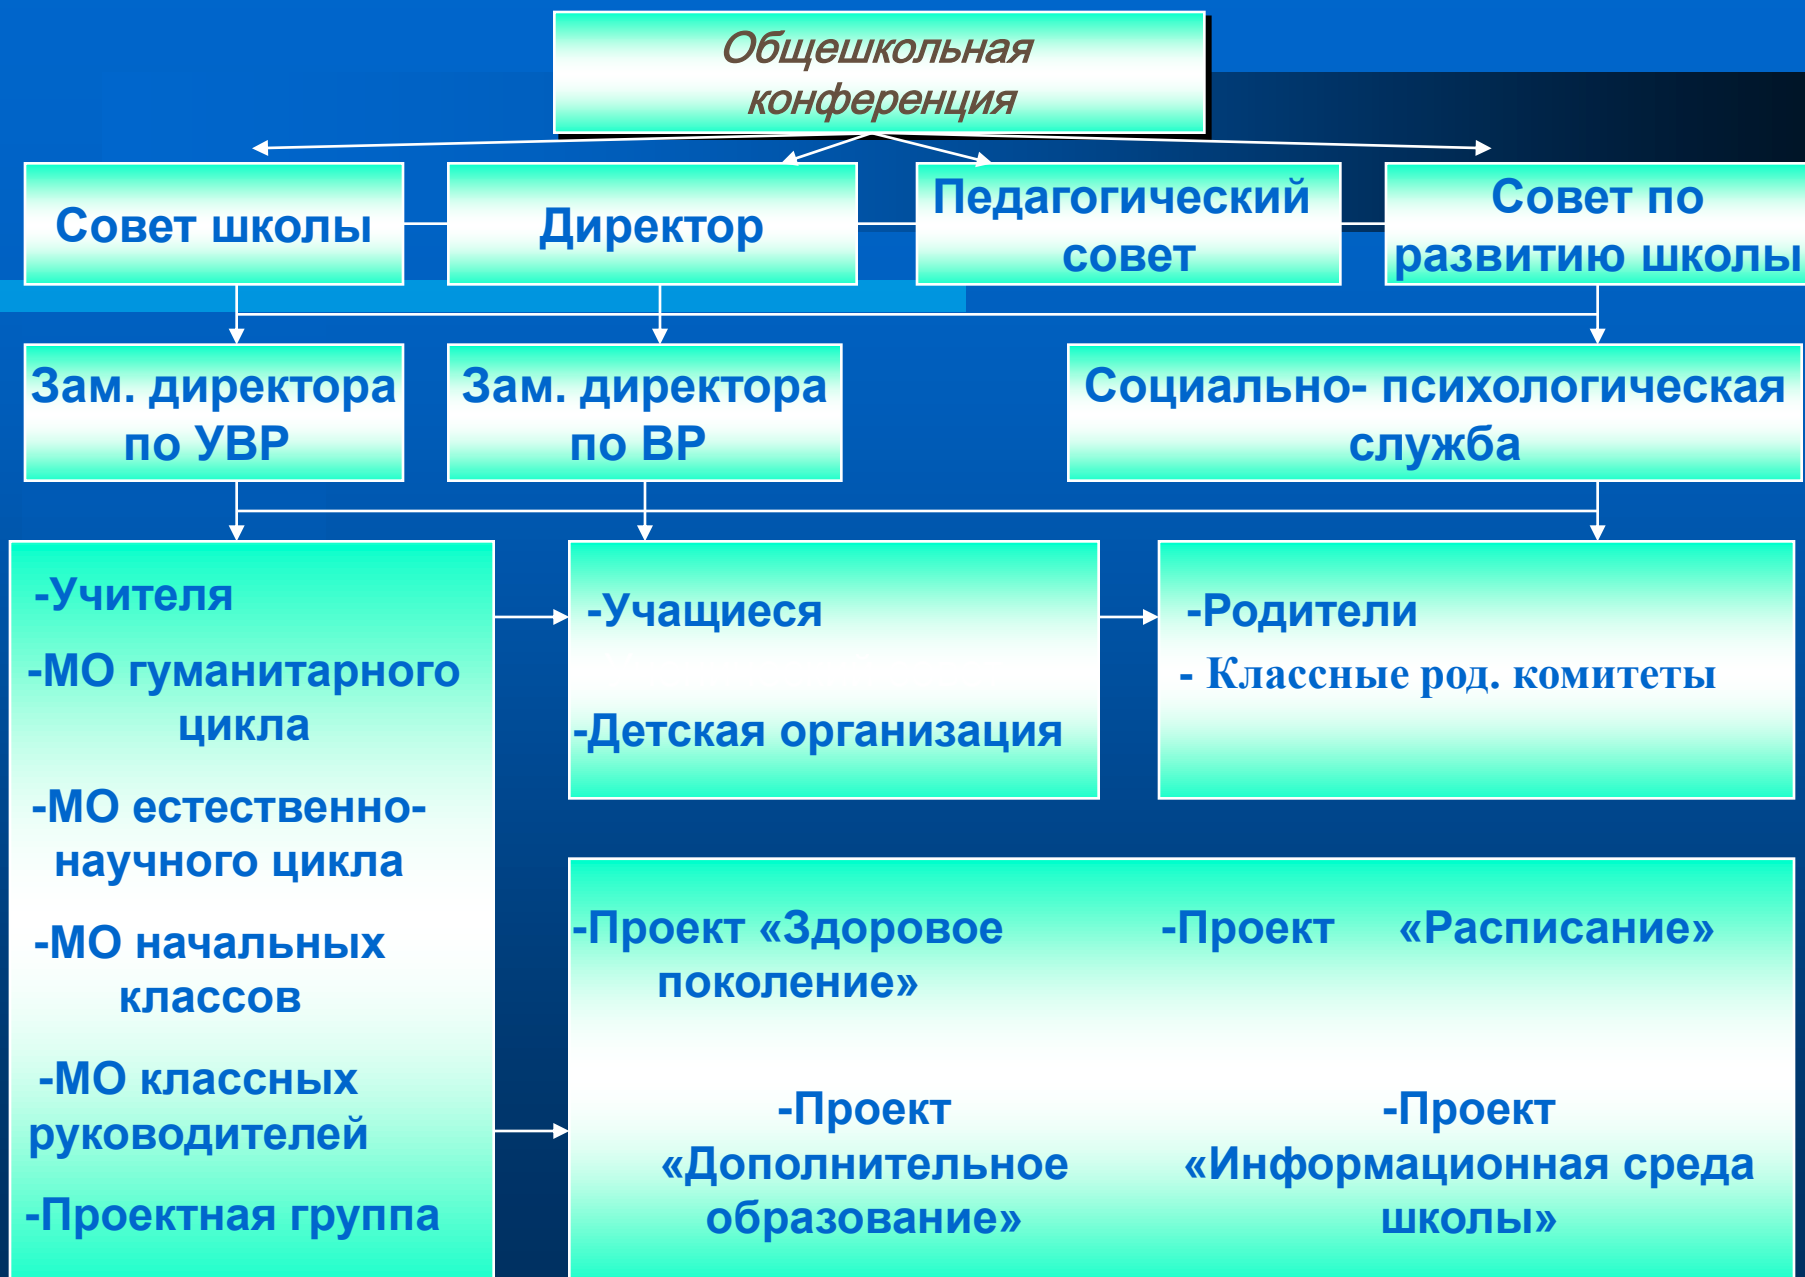 Общешкольная
конференция
Совет школы
Директор
Педагогический
совет
Совет по
развитию школы
Зам. директора
по УВР
Зам. директора
по ВР
Социально- психологическая
служба
-Учителя
-МО гуманитарного
цикла
-МО естественно-
научного цикла
-МО начальных
классов
-МО классных
руководителей
-Проектная группа
-Учащиеся
-Детская организация
-Родители
- Классные род. комитеты
-Проект «Здоровое
поколение»
-Проект «Расписание»
-Проект
«Дополнительное
образование»
-Проект
«Информационная среда
школы»